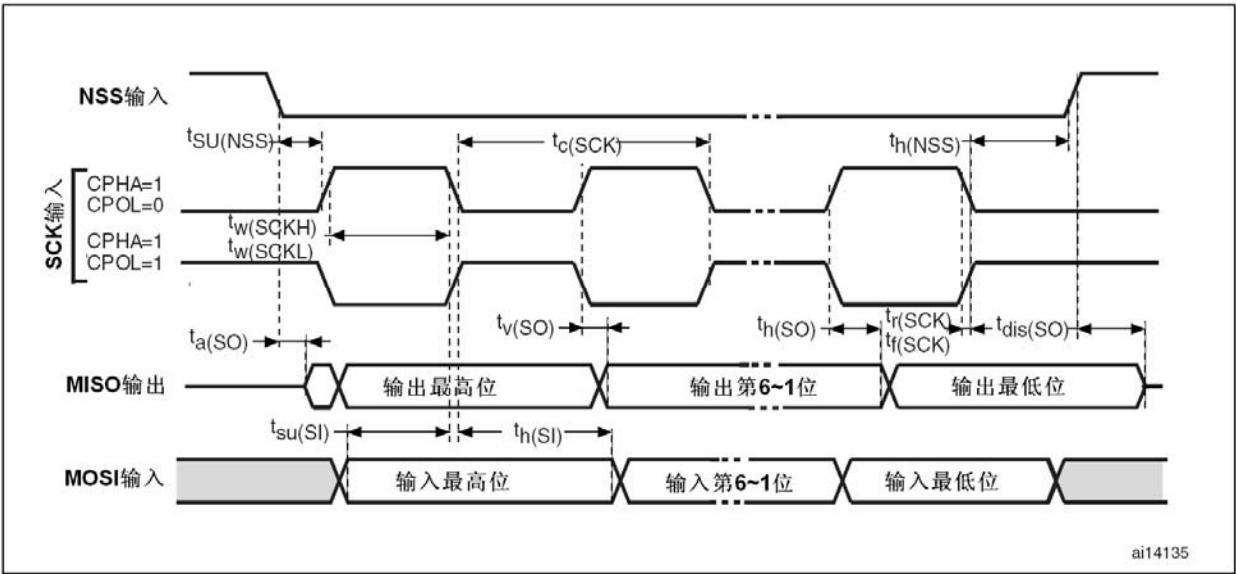 NSS输入
tSU(NSS)
tc(SCK)
th(NSS)
SCK输入
CPHA=1
CPOL=0
tw(SCKH)
CPHA=1
tw(SCKL)
CPOL=1
ta(SO)
tv(SO)
th(SO)
tr(SCK)
tf(SCK)
tdis(SO)
MISO输出
输出最高位
输出第6~1位
输出最低位
tsu(SI)
th(SI)
MOSI输入
输入最高位
输入第6~1位
输入最低位
ai14135